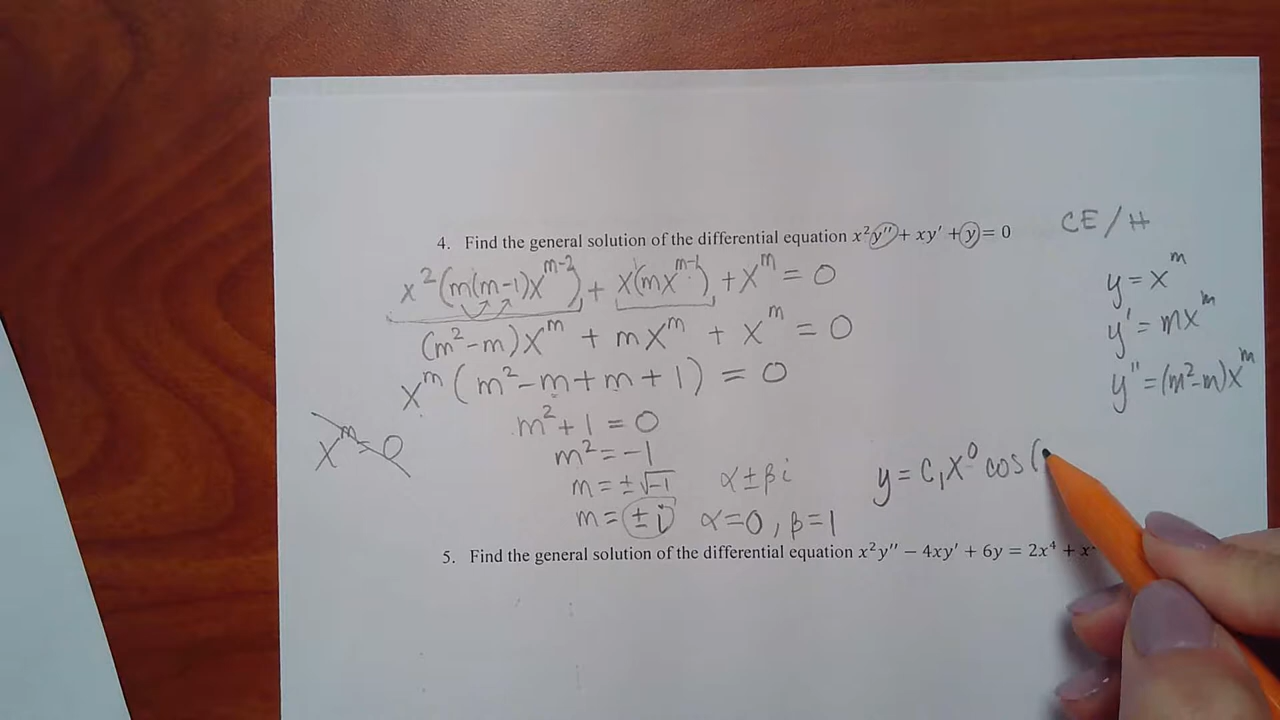 CE/H
4. Find the general solution of the differential equation x²y′′ + xy′ + y = 0
x²(m(m-1)x^(m-2)) + x(mx^(m-1)) + x^m = 0
y = x^m
(m²-m)x^m + mx^m + x^m = 0
y' = mx^m
x^m (m²-m+m+1) = 0
y'' = (m²-m)x^m
m²+1 = 0
x^m = 0
m² = -1
m = ±√-1 α±βi
y = C₁x⁰cos(
m = ±i α=0, β=1
5. Find the general solution of the differential equation x²y′′ − 4xy′ + 6y = 2x⁴ +